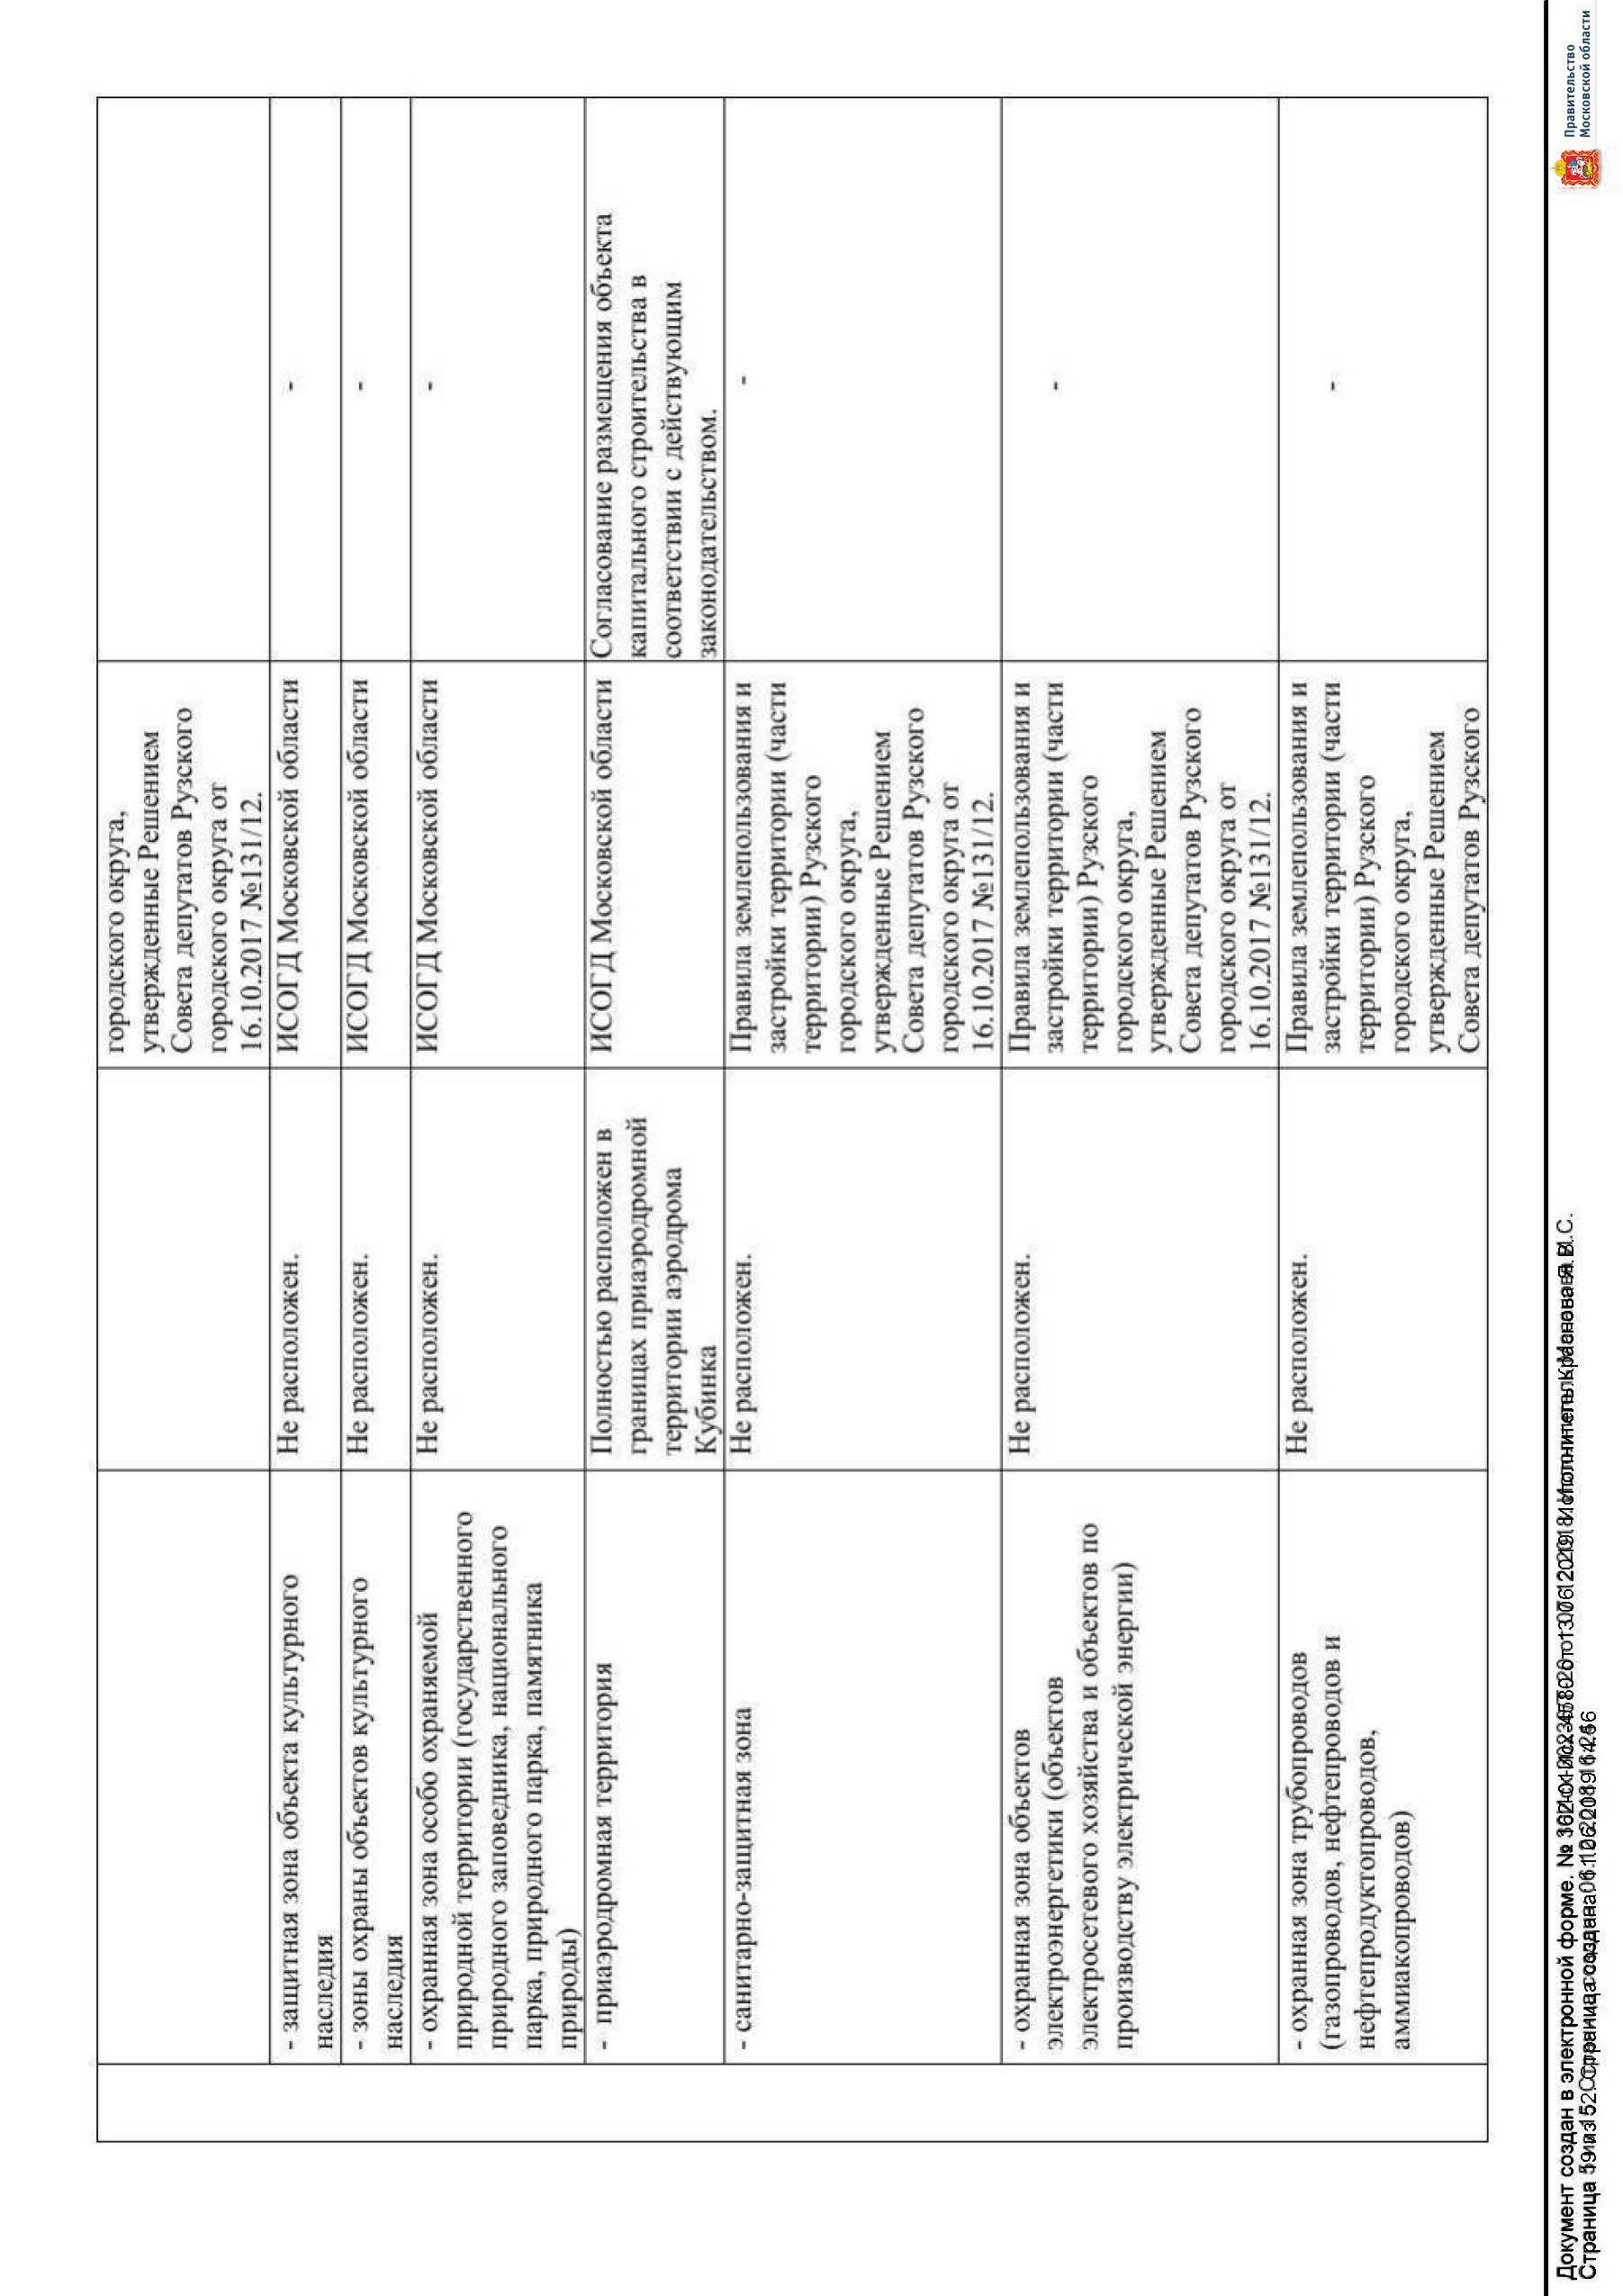 городского округа,
утвержденные Решением
Совета депутатов Рузского
городского округа от
16.10.2017 №131/12.
- защитная зона объекта культурного
наследия
Не расположен.
ИСОГД Московской области
-
- зоны охраны объектов культурного
наследия
Не расположен.
ИСОГД Московской области
-
- охранная зона особо охраняемой
природной территории (государственного
природного заповедника, национального
парка, природного парка, памятника
природы)
Не расположен.
ИСОГД Московской области
-
- приаэродромная территория
Полностью расположен в
границах приаэродромной
территории аэродрома
Кубинка
ИСОГД Московской области
Согласование размещения объекта
капитального строительства в
соответствии с действующим
законодательством.
- санитарно-защитная зона
Не расположен.
Правила землепользования и
застройки территории (части
территории) Рузского
городского округа,
утвержденные Решением
Совета депутатов Рузского
городского округа от
16.10.2017 №131/12.
-
- охранная зона объектов
электроэнергетики (объектов
электросетевого хозяйства и объектов по
производству электрической энергии)
Не расположен.
Правила землепользования и
застройки территории (части
территории) Рузского
городского округа,
утвержденные Решением
Совета депутатов Рузского
городского округа от
16.10.2017 №131/12.
-
- охранная зона трубопроводов
(газопроводов, нефтепроводов и
нефтепродуктопроводов,
аммиакопроводов)
Не расположен.
Правила землепользования и
застройки территории (части
территории) Рузского
городского округа,
утвержденные Решением
Совета депутатов Рузского
-
Документ создан в электронной форме. №
Страница
Правительство
Московской области